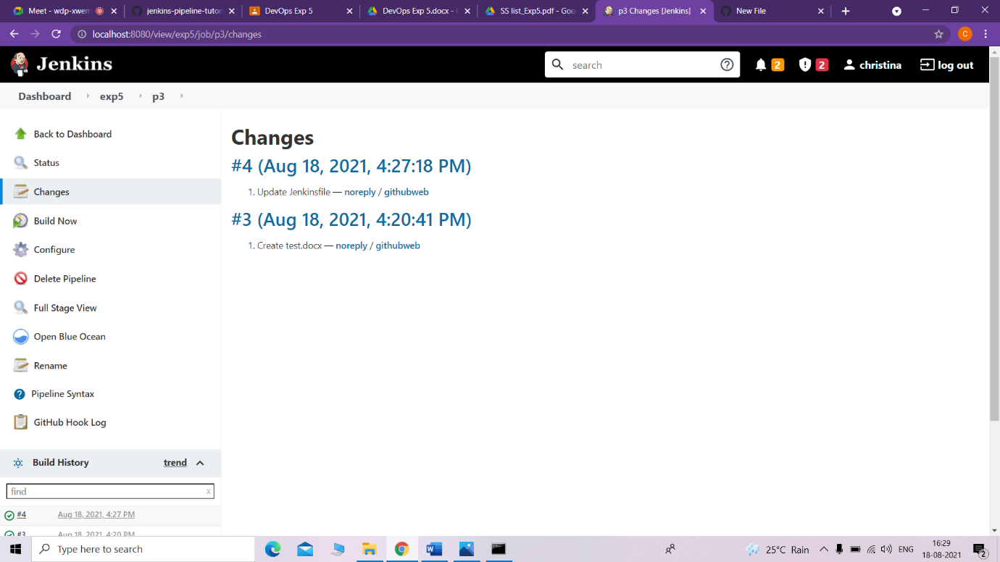 Meet - wdp-xwem
jenkins-pipeline-tutor
DevOps Exp 5
DevOps Exp 5.docx - G
SS list_Exp5.pdf - Goo
p3 Changes [Jenkins]
New File
localhost:8080/view/exp5/job/p3/changes
C
Jenkins
search
2
2
christina
log out
Dashboard
exp5
p3
Back to Dashboard
Status
Changes
Build Now
Configure
Delete Pipeline
Full Stage View
Open Blue Ocean
Rename
Pipeline Syntax
GitHub Hook Log
Build History
trend
find
x
#4
Aug 18, 2021, 4:27 PM
#3
Aug 18, 2021, 4:20 PM
Changes
#4 (Aug 18, 2021, 4:27:18 PM)
1. Update Jenkinsfile — noreply / githubweb
#3 (Aug 18, 2021, 4:20:41 PM)
1. Create test.docx — noreply / githubweb
Type here to search
25°C Rain
ENG
16:29
18-08-2021
2